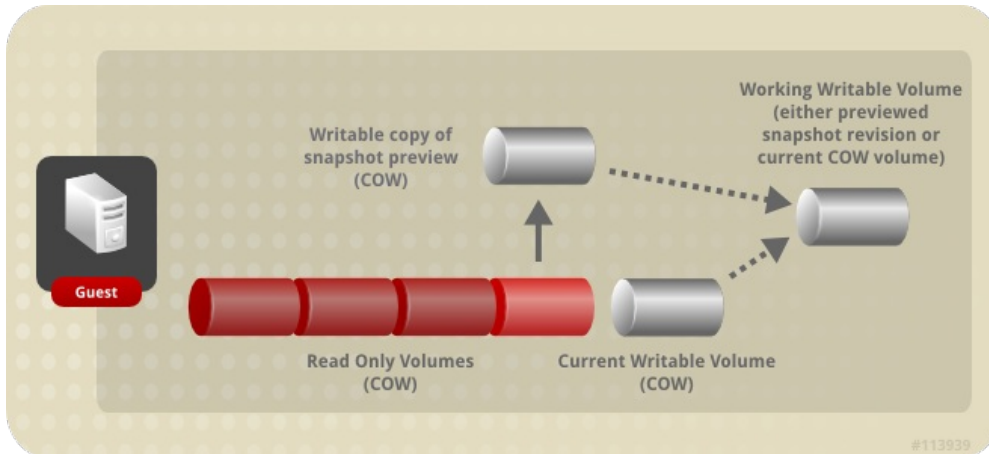 Working Writable Volume
(either previewed
snapshot revision or
current COW volume)
Writable copy of
snapshot preview
(COW)
Guest
Read Only Volumes
(COW)
Current Writable Volume
(COW)
#113939